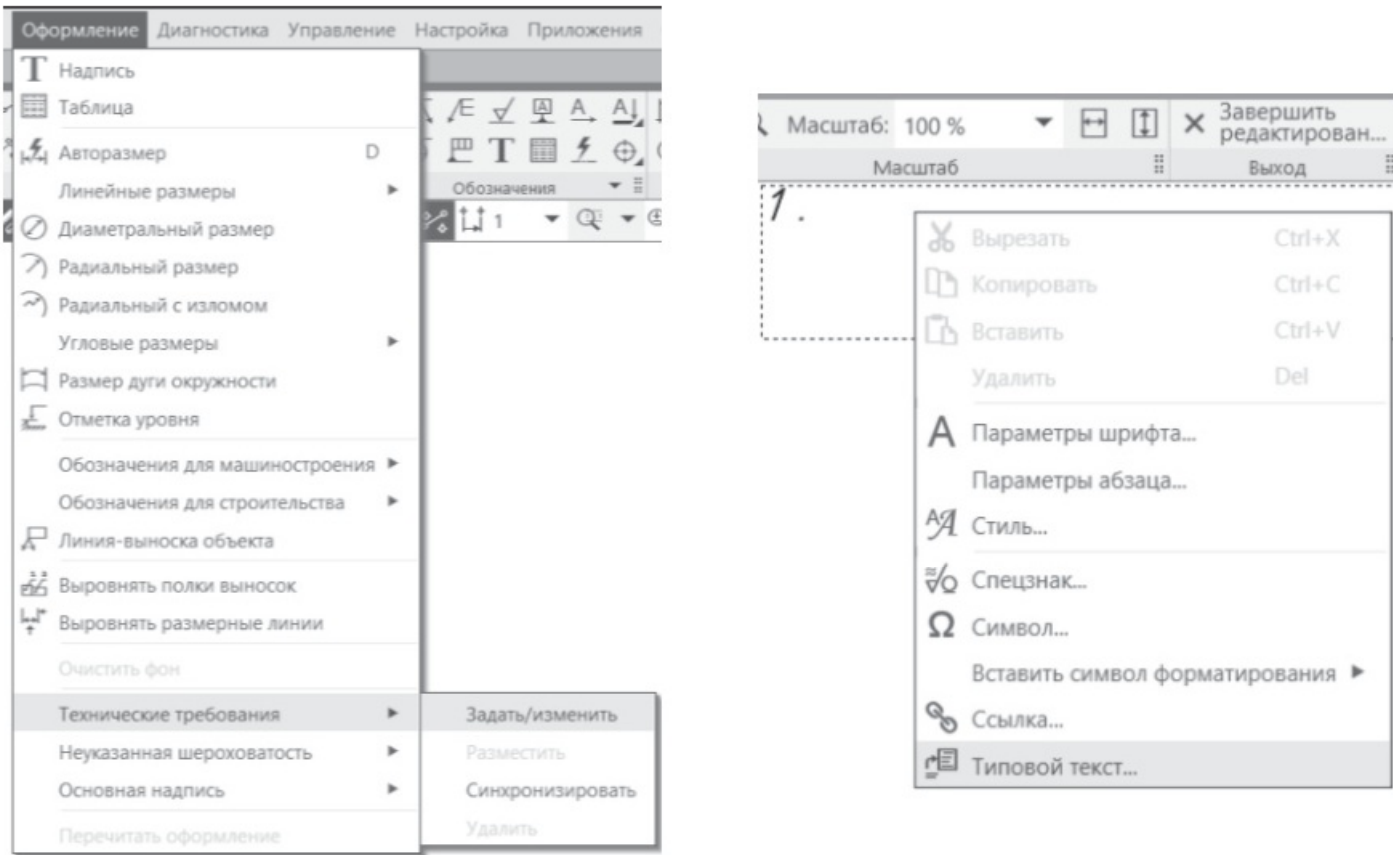 Оформление Диагностика Управление Настройка Приложения
Надпись
Таблица
Авторазмер D
Линейные размеры
Диаметральный размер
Радиальный размер
Радиальный с изломом
Угловые размеры
Размер дуги окружности
Отметка уровня
Обозначения для машиностроения
Обозначения для строительства
Линия-выноска объекта
Выровнять полки выносок
Выровнять размерные линии
Очистить фон
Технические требования
Неуказанная шероховатость
Основная надпись
Перечитать оформление
Обозначения
1
Задать/изменить
Разместить
Синхронизировать
Удалить
Масштаб: 100 %
Завершить
редактирован...
Масштаб Выход
1.
Вырезать Ctrl+X
Копировать Ctrl+C
Вставить Ctrl+V
Удалить Del
Параметры шрифта...
Параметры абзаца...
Стиль...
Спецзнак...
Символ...
Вставить символ форматирования
Ссылка...
Типовой текст...